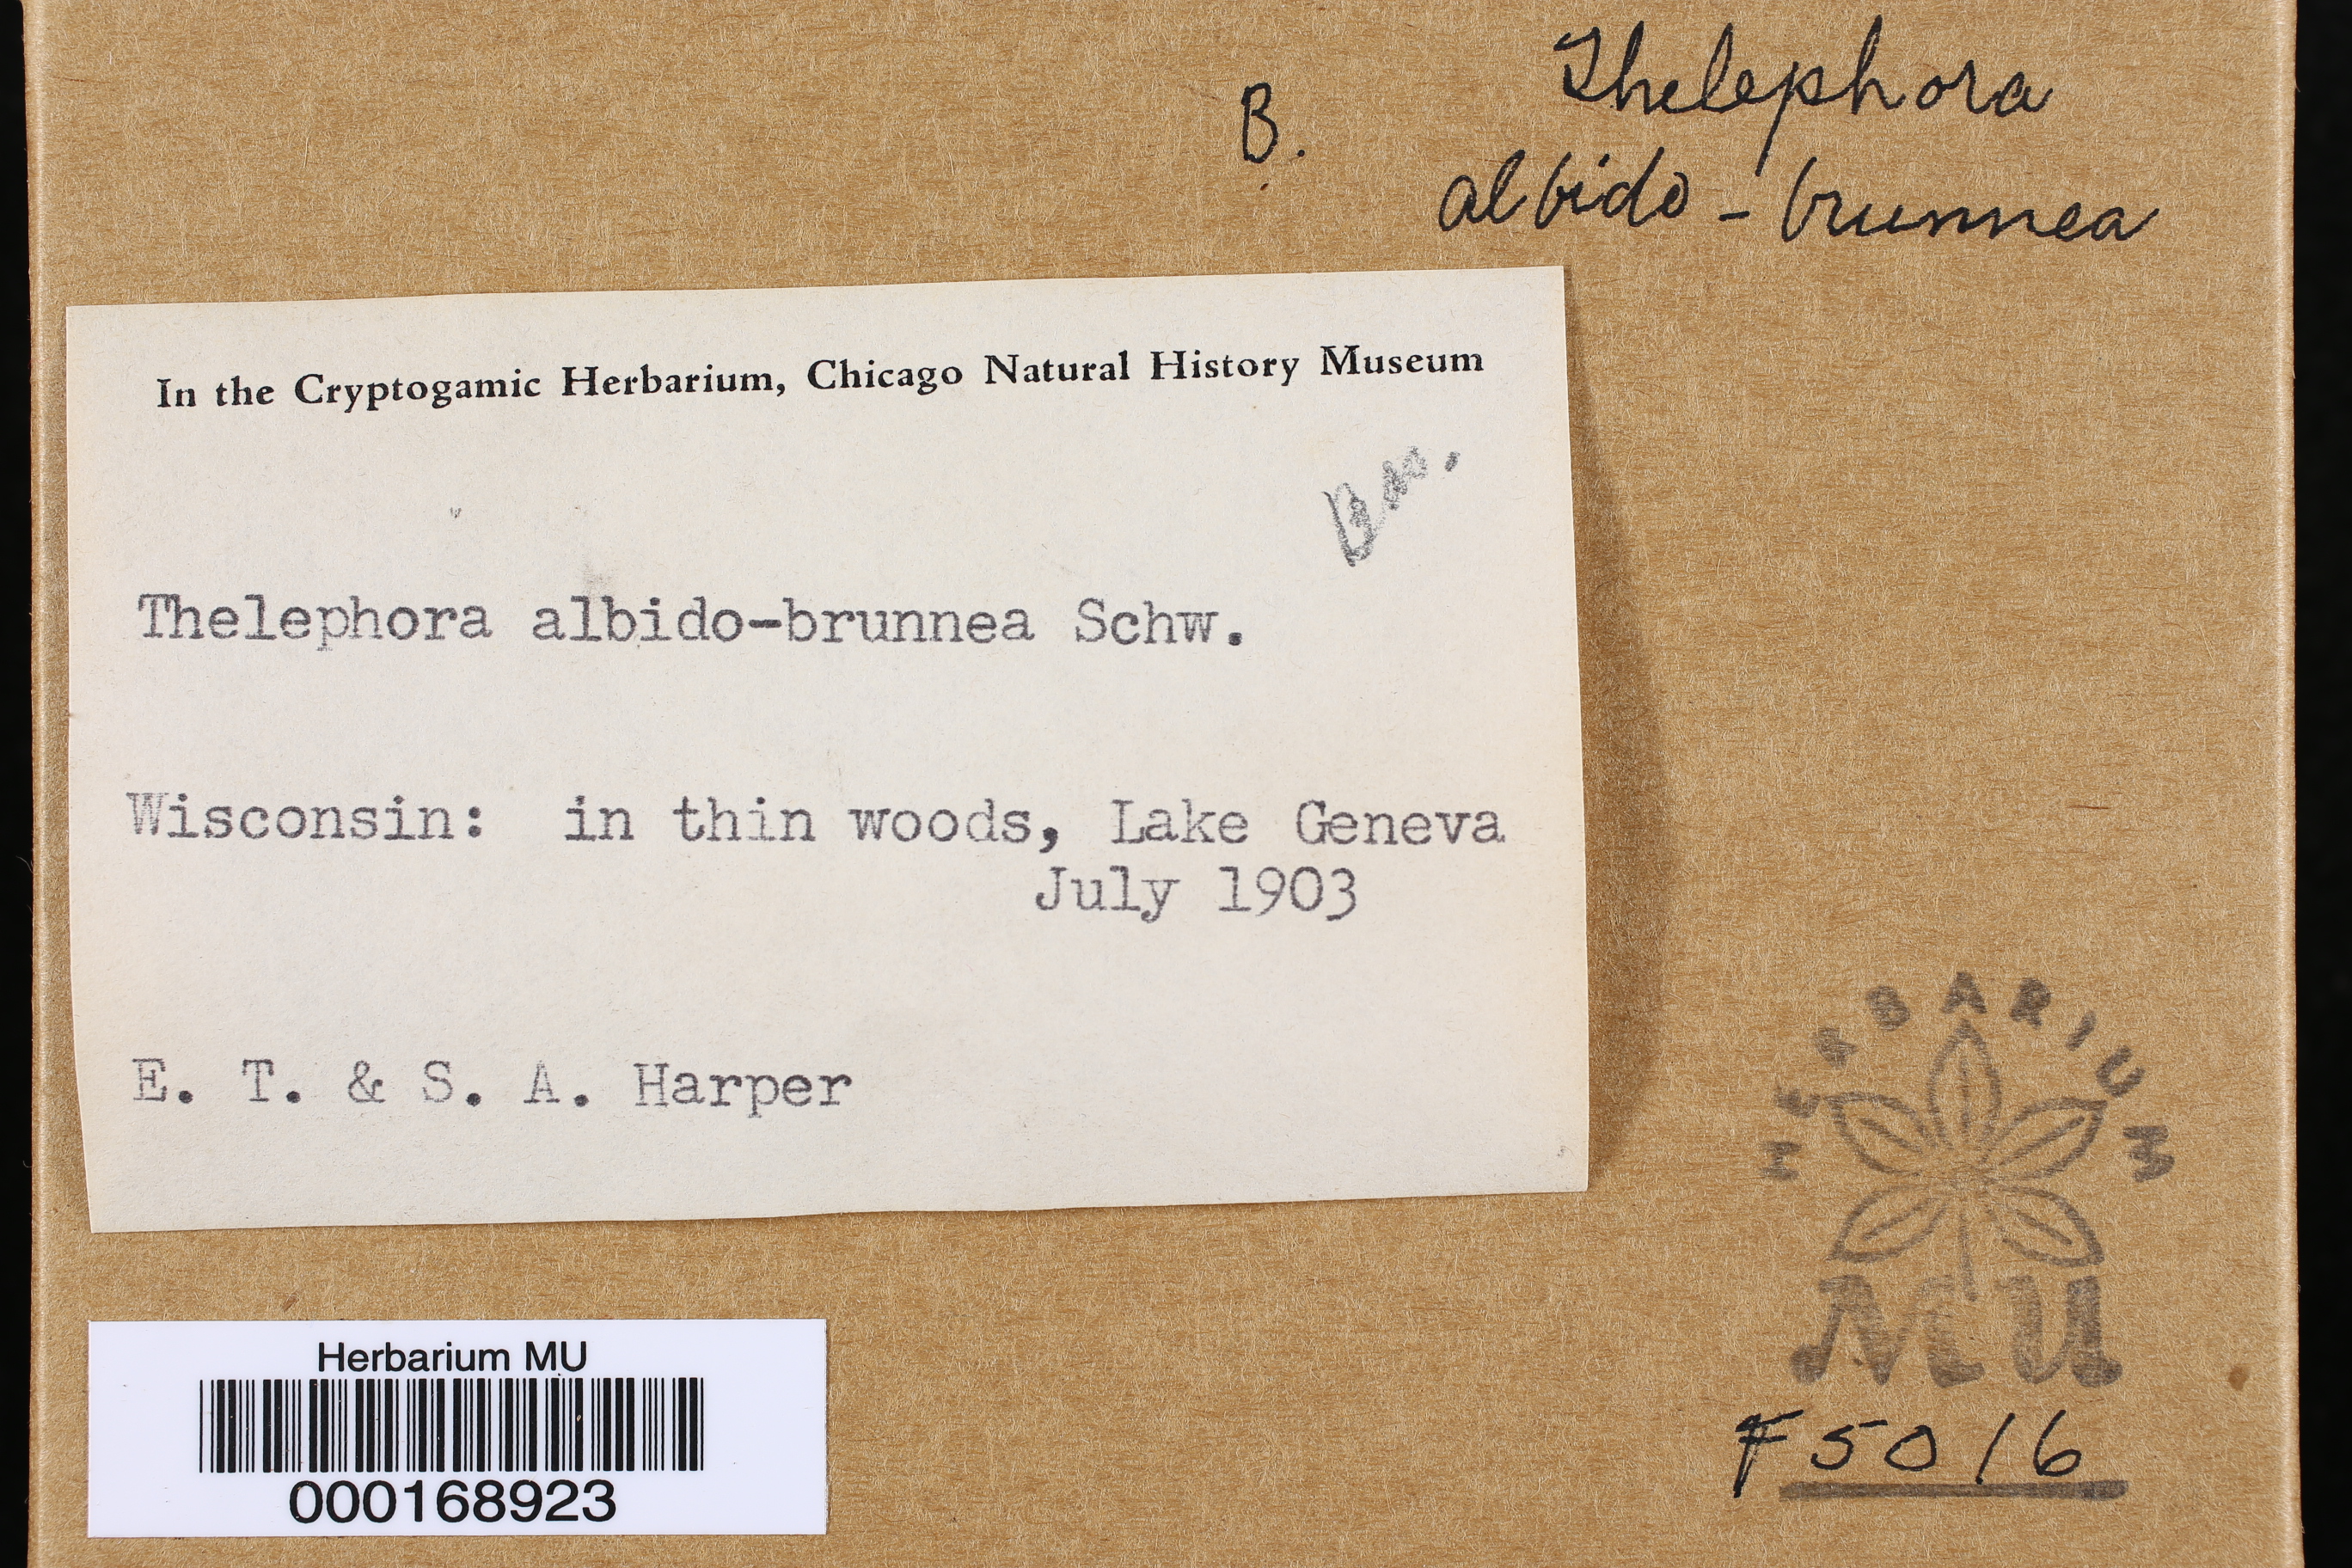 B.
Thelephora
albido-brunnea
In the Cryptogamic Herbarium, Chicago Natural History Museum
Thelephora albido-brunnea Schw.
Wisconsin: in thin woods, Lake Geneva
July 1903
E. T. & S. A. Harper
HERBARIUM
MU
F5016
Herbarium MU
000168923